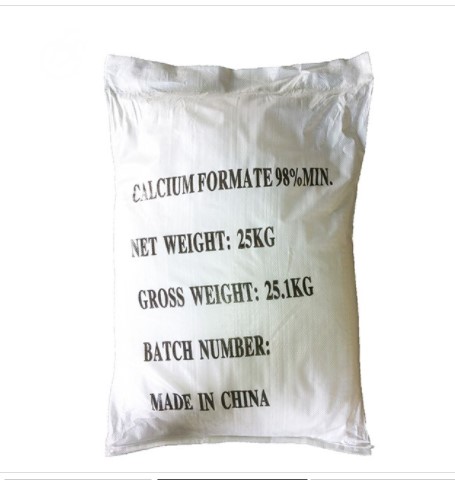 CALCIUM FORMATE 98%MIN.
NET WEIGHT: 25KG
GROSS WEIGHT: 25.1KG
BATCH NUMBER:
MADE IN CHINA